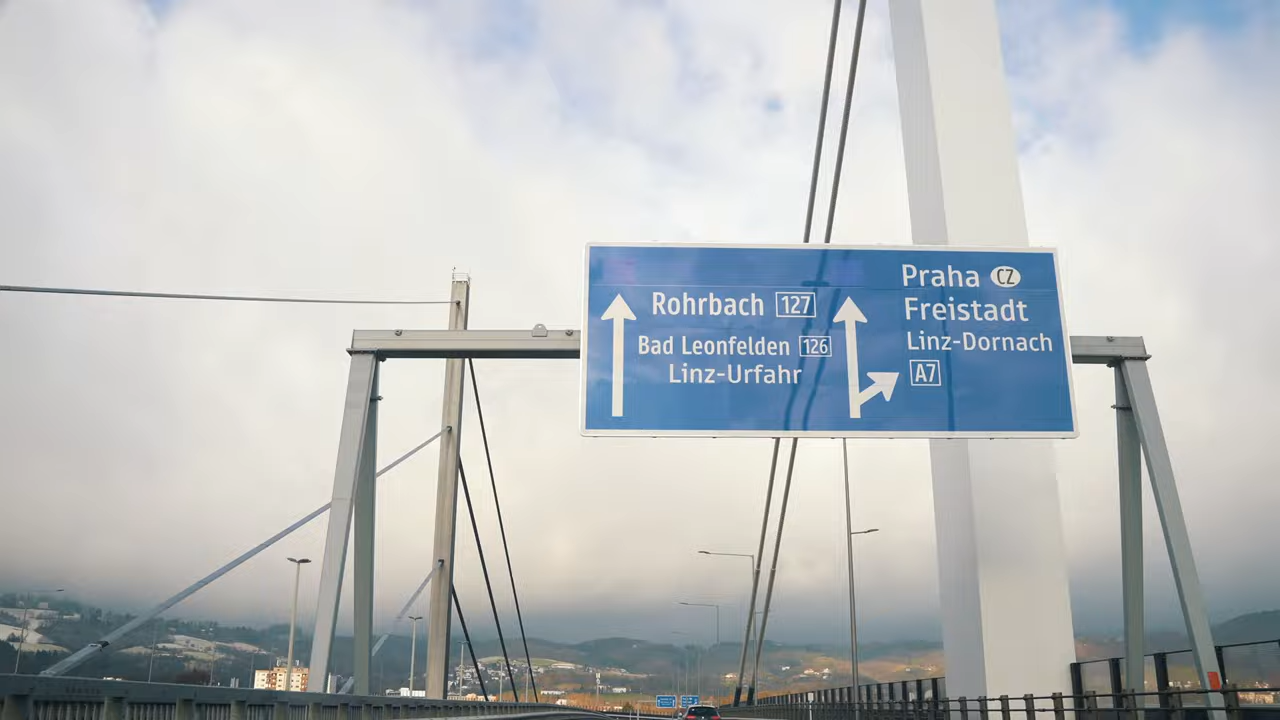 Rohrbach 127
Bad Leonfelden 126
Linz-Urfahr
Praha CZ
Freistadt
Linz-Dornach
A7